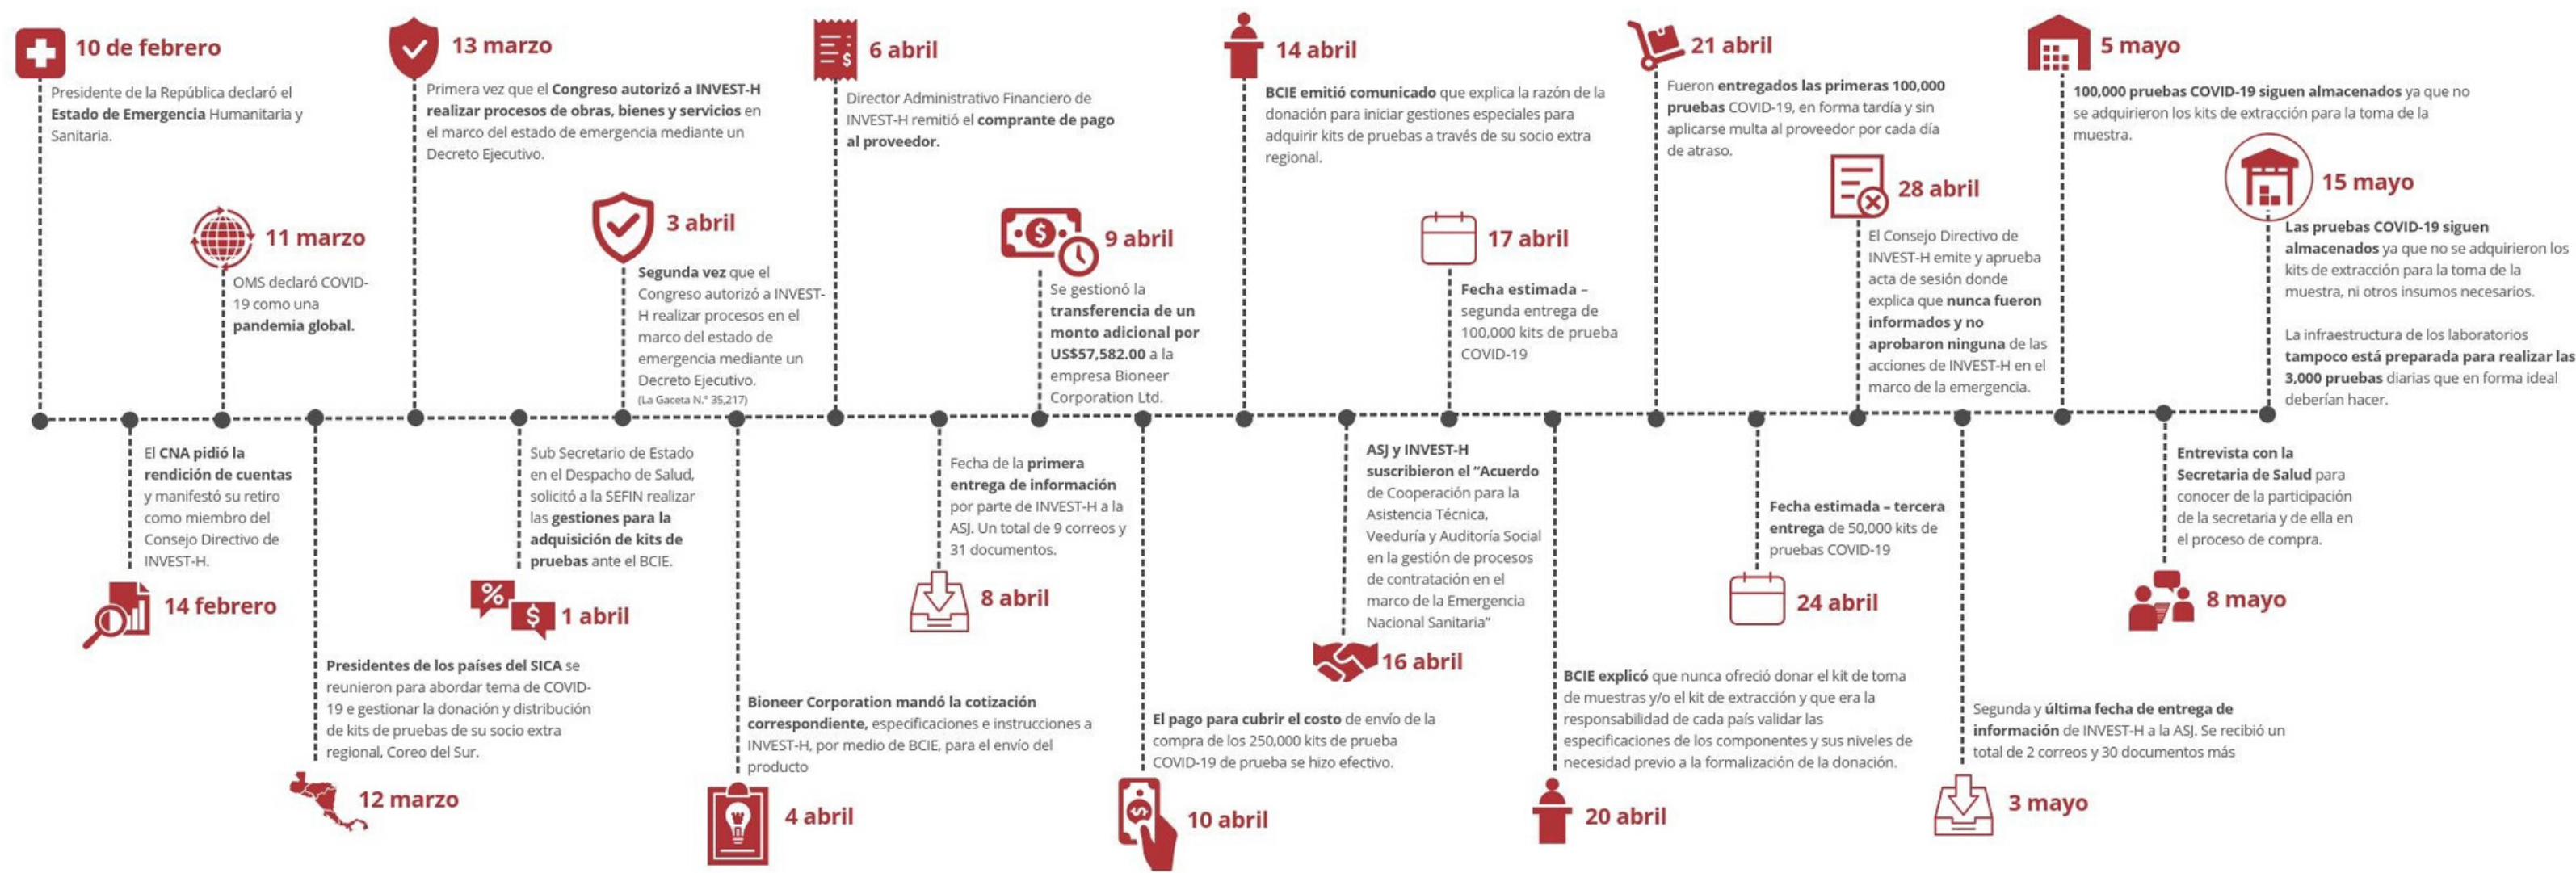 10 de febrero
Presidente de la República declaró el
Estado de Emergencia Humanitaria y
Sanitaria.
El CNA pidió la
rendición de cuentas
y manifestó su retiro
como miembro del
Consejo Directivo de
INVEST-H.
14 febrero
11 marzo
OMS declaró COVID-
19 como una
pandemia global.
Presidentes de los países del SICA se
reunieron para abordar tema de COVID-
19 e gestionar la donación y distribución
de kits de pruebas de su socio extra
regional, Coreo del Sur.
12 marzo
13 marzo
Primera vez que el Congreso autorizó a INVEST-H
realizar procesos de obras, bienes y servicios en
el marco del estado de emergencia mediante un
Decreto Ejecutivo.
Sub Secretario de Estado
en el Despacho de Salud,
solicitó a la SEFIN realizar
las gestiones para la
adquisición de kits de
pruebas ante el BCIE.
% $
1 abril
3 abril
Segunda vez que el
Congreso autorizó a INVEST-
H realizar procesos en el
marco del estado de
emergencia mediante un
Decreto Ejecutivo.
(La Gaceta N.° 35,217)
Bioneer Corporation mandó la cotización
correspondiente, especificaciones e instrucciones a
INVEST-H, por medio de BCIE, para el envío del
producto
4 abril
$
6 abril
Director Administrativo Financiero de
INVEST-H remitió el comprante de pago
al proveedor.
Fecha de la primera
entrega de información
por parte de INVEST-H a la
ASJ. Un total de 9 correos y
31 documentos.
8 abril
$
9 abril
Se gestionó la
transferencia de un
monto adicional por
US$57,582.00 a la
empresa Bioneer
Corporation Ltd.
El pago para cubrir el costo de envío de la
compra de los 250,000 kits de prueba
COVID-19 de prueba se hizo efectivo.
$
10 abril
14 abril
BCIE emitió comunicado que explica la razón de la
donación para iniciar gestiones especiales para
adquirir kits de pruebas a través de su socio extra
regional.
ASJ y INVEST-H
suscribieron el “Acuerdo
de Cooperación para la
Asistencia Técnica,
Veeduría y Auditoría Social
en la gestión de procesos
de contratación en el
marco de la Emergencia
Nacional Sanitaria”
16 abril
17 abril
Fecha estimada –
segunda entrega de
100,000 kits de prueba
COVID-19
BCIE explicó que nunca ofreció donar el kit de toma
de muestras y/o el kit de extracción y que era la
responsabilidad de cada país validar las
especificaciones de los componentes y sus niveles de
necesidad previo a la formalización de la donación.
20 abril
21 abril
Fueron entregados las primeras 100,000
pruebas COVID-19, en forma tardía y sin
aplicarse multa al proveedor por cada día
de atraso.
Fecha estimada – tercera
entrega de 50,000 kits de
pruebas COVID-19
24 abril
28 abril
El Consejo Directivo de
INVEST-H emite y aprueba
acta de sesión donde
explica que nunca fueron
informados y no
aprobaron ninguna de las
acciones de INVEST-H en el
marco de la emergencia.
Segunda y última fecha de entrega de
información de INVEST-H a la ASJ. Se recibió un
total de 2 correos y 30 documentos más
3 mayo
5 mayo
100,000 pruebas COVID-19 siguen almacenados ya que no
se adquirieron los kits de extracción para la toma de la
muestra.
Entrevista con la
Secretaria de Salud para
conocer de la participación
de la secretaria y de ella en
el proceso de compra.
8 mayo
15 mayo
Las pruebas COVID-19 siguen
almacenados ya que no se adquirieron los
kits de extracción para la toma de la
muestra, ni otros insumos necesarios.
La infraestructura de los laboratorios
tampoco está preparada para realizar las
3,000 pruebas diarias que en forma ideal
deberían hacer.